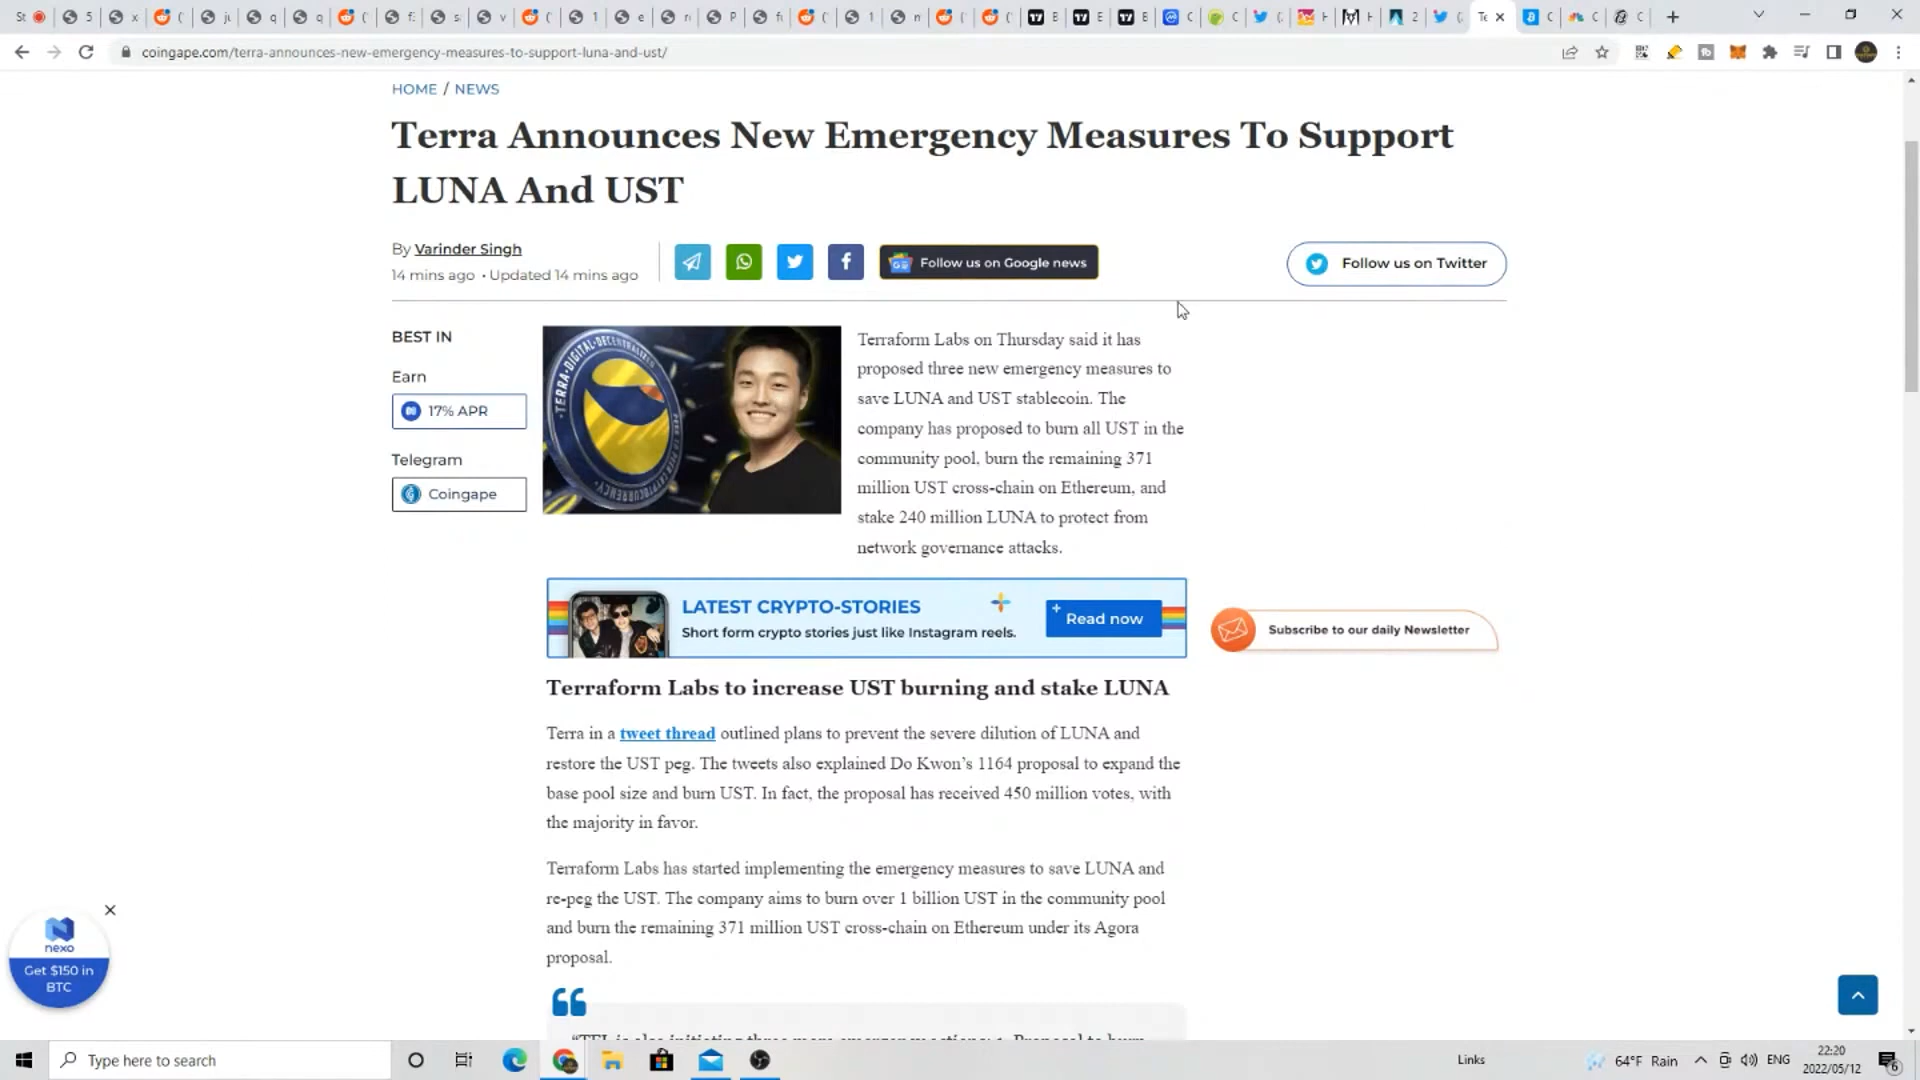 coingape.com/terra-announces-new-emergency-measures-to-support-luna-and-ust/
HOME / NEWS
Terra Announces New Emergency Measures To Support
LUNA And UST
By Varinder Singh
14 mins ago • Updated 14 mins ago
Follow us on Google news
Follow us on Twitter
BEST IN
Earn
17% APR
Telegram
Coingape
TERRA·DIGITAL·DECENTRALIZED
Terraform Labs on Thursday said it has
proposed three new emergency measures to
save LUNA and UST stablecoin. The
company has proposed to burn all UST in the
community pool, burn the remaining 371
million UST cross-chain on Ethereum, and
stake 240 million LUNA to protect from
network governance attacks.
LATEST CRYPTO-STORIES
Short form crypto stories just like Instagram reels.
Read now
Subscribe to our daily Newsletter
Terraform Labs to increase UST burning and stake LUNA
Terra in a tweet thread outlined plans to prevent the severe dilution of LUNA and
restore the UST peg. The tweets also explained Do Kwon's 1164 proposal to expand the
base pool size and burn UST. In fact, the proposal has received 450 million votes, with
the majority in favor.
Terraform Labs has started implementing the emergency measures to save LUNA and
re-peg the UST. The company aims to burn over 1 billion UST in the community pool
and burn the remaining 371 million UST cross-chain on Ethereum under its Agora
proposal.
nexo
Get $150 in
BTC
Type here to search
Links
64°F Rain
ENG
22:20
2022/05/12
6